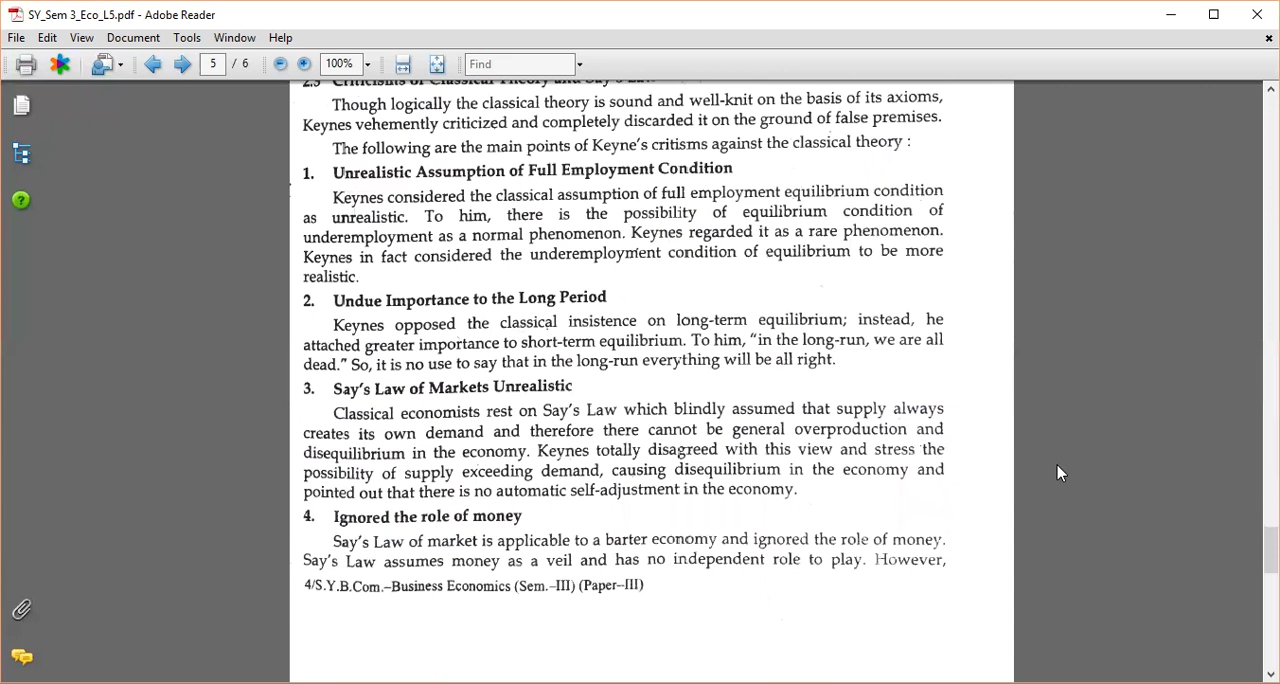 SY_Sem 3_Eco_L5.pdf - Adobe Reader
File Edit View Document Tools Window Help
5 / 6 100% Find
2.5 Criticisms of Classical Theory and Say's Law
Though logically the classical theory is sound and well-knit on the basis of its axioms,
Keynes vehemently criticized and completely discarded it on the ground of false premises.
The following are the main points of Keyne's critisms against the classical theory :
1. Unrealistic Assumption of Full Employment Condition
Keynes considered the classical assumption of full employment equilibrium condition
as unrealistic. To him, there is the possibility of equilibrium condition of
underemployment as a normal phenomenon. Keynes regarded it as a rare phenomenon.
Keynes in fact considered the underemployment condition of equilibrium to be more
realistic.
2. Undue Importance to the Long Period
Keynes opposed the classical insistence on long-term equilibrium; instead, he
attached greater importance to short-term equilibrium. To him, "in the long-run, we are all
dead." So, it is no use to say that in the long-run everything will be all right.
3. Say's Law of Markets Unrealistic
Classical economists rest on Say's Law which blindly assumed that supply always
creates its own demand and therefore there cannot be general overproduction and
disequilibrium in the economy. Keynes totally disagreed with this view and stress the
possibility of supply exceeding demand, causing disequilibrium in the economy and
pointed out that there is no automatic self-adjustment in the economy.
4. Ignored the role of money
Say's Law of market is applicable to a barter economy and ignored the role of money.
Say's Law assumes money as a veil and has no independent role to play. However,
4/S.Y.B.Com.–Business Economics (Sem.–III) (Paper–III)